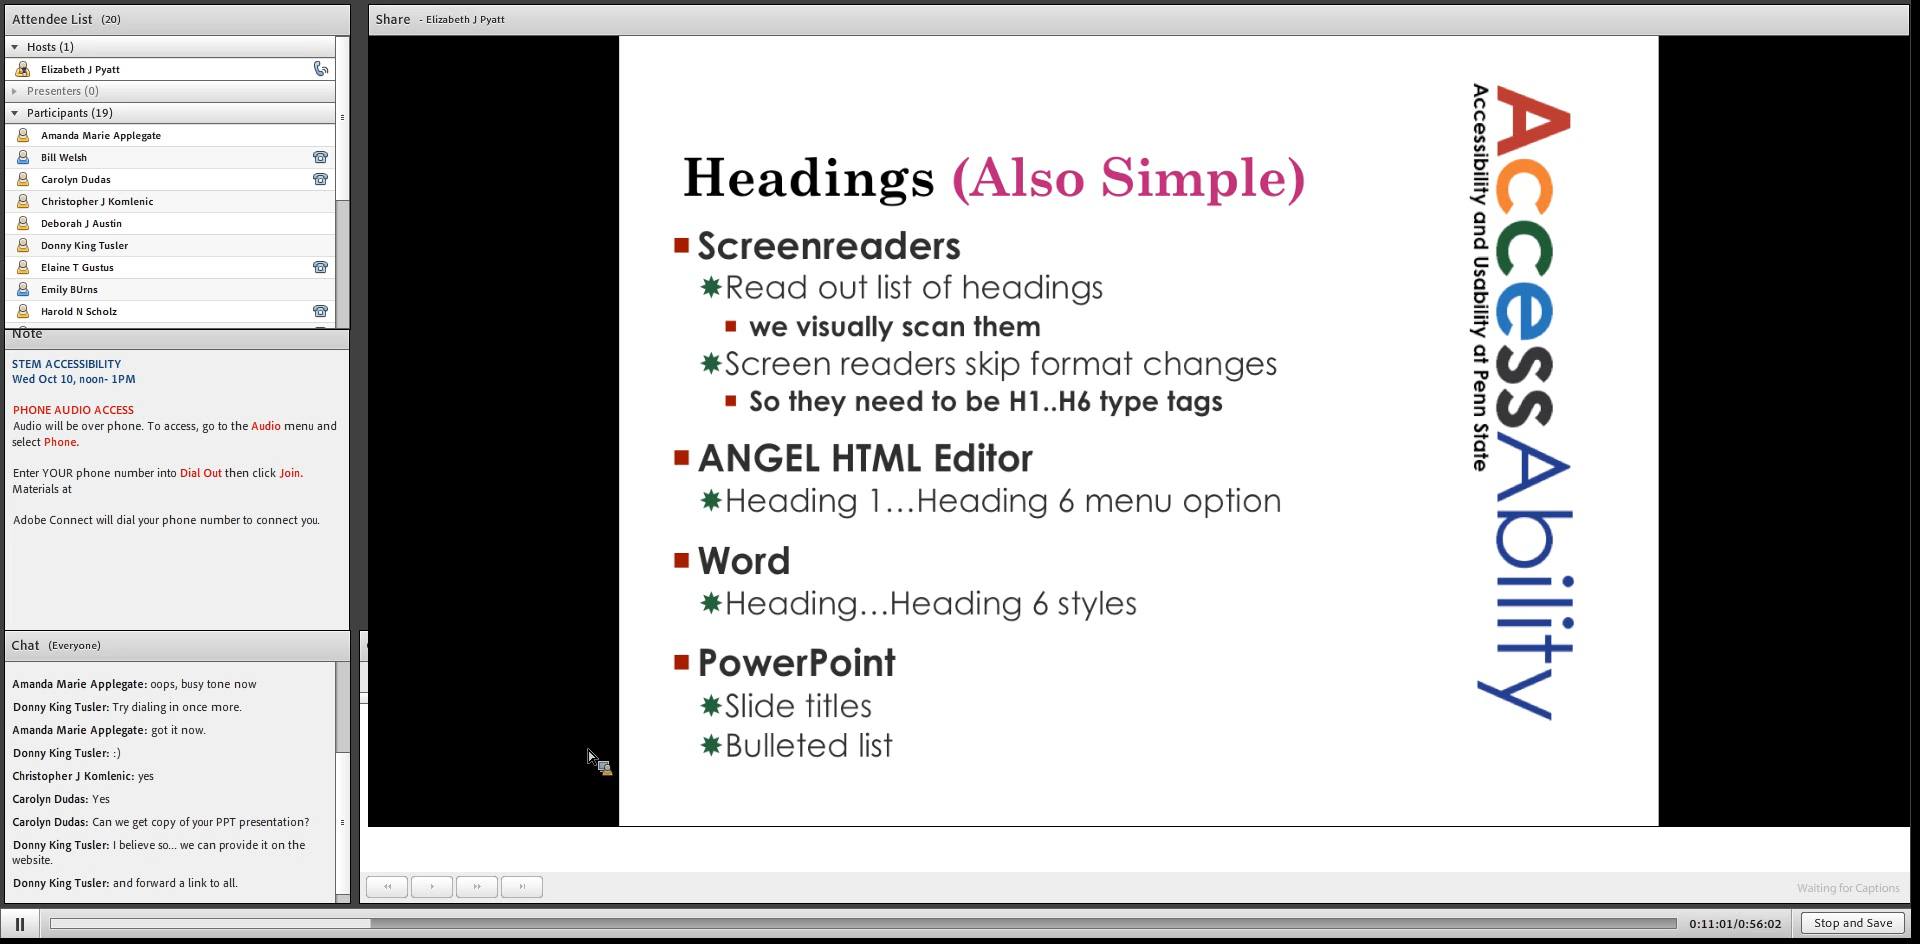 Attendee List (20)
Hosts (1)
Elizabeth J Pyatt
Presenters (0)
Participants (19)
Amanda Marie Applegate
Bill Welsh
Carolyn Dudas
Christopher J Komlenic
Deborah J Austin
Donny King Tusler
Elaine T Gustus
Emily BUrns
Harold N Scholz
Note
STEM ACCESSIBILITY
Wed Oct 10, noon- 1PM
PHONE AUDIO ACCESS
Audio will be over phone. To access, go to the Audio menu and
select Phone.
Enter YOUR phone number into Dial Out then click Join.
Materials at
Adobe Connect will dial your phone number to connect you.
Chat (Everyone)
Amanda Marie Applegate: oops, busy tone now
Donny King Tusler: Try dialing in once more.
Amanda Marie Applegate: got it now.
Donny King Tusler: :)
Christopher J Komlenic: yes
Carolyn Dudas: Yes
Carolyn Dudas: Can we get copy of your PPT presentation?
Donny King Tusler: I believe so... we can provide it on the
website.
Donny King Tusler: and forward a link to all.
Share - Elizabeth J Pyatt
Headings (Also Simple)
Screenreaders
Read out list of headings
we visually scan them
Screen readers skip format changes
So they need to be H1..H6 type tags
ANGEL HTML Editor
Heading 1...Heading 6 menu option
Word
Heading...Heading 6 styles
PowerPoint
Slide titles
Bulleted list
AccessAbility
Accessibility and Usability at Penn State
Waiting for Captions
0:11:01/0:56:02
Stop and Save